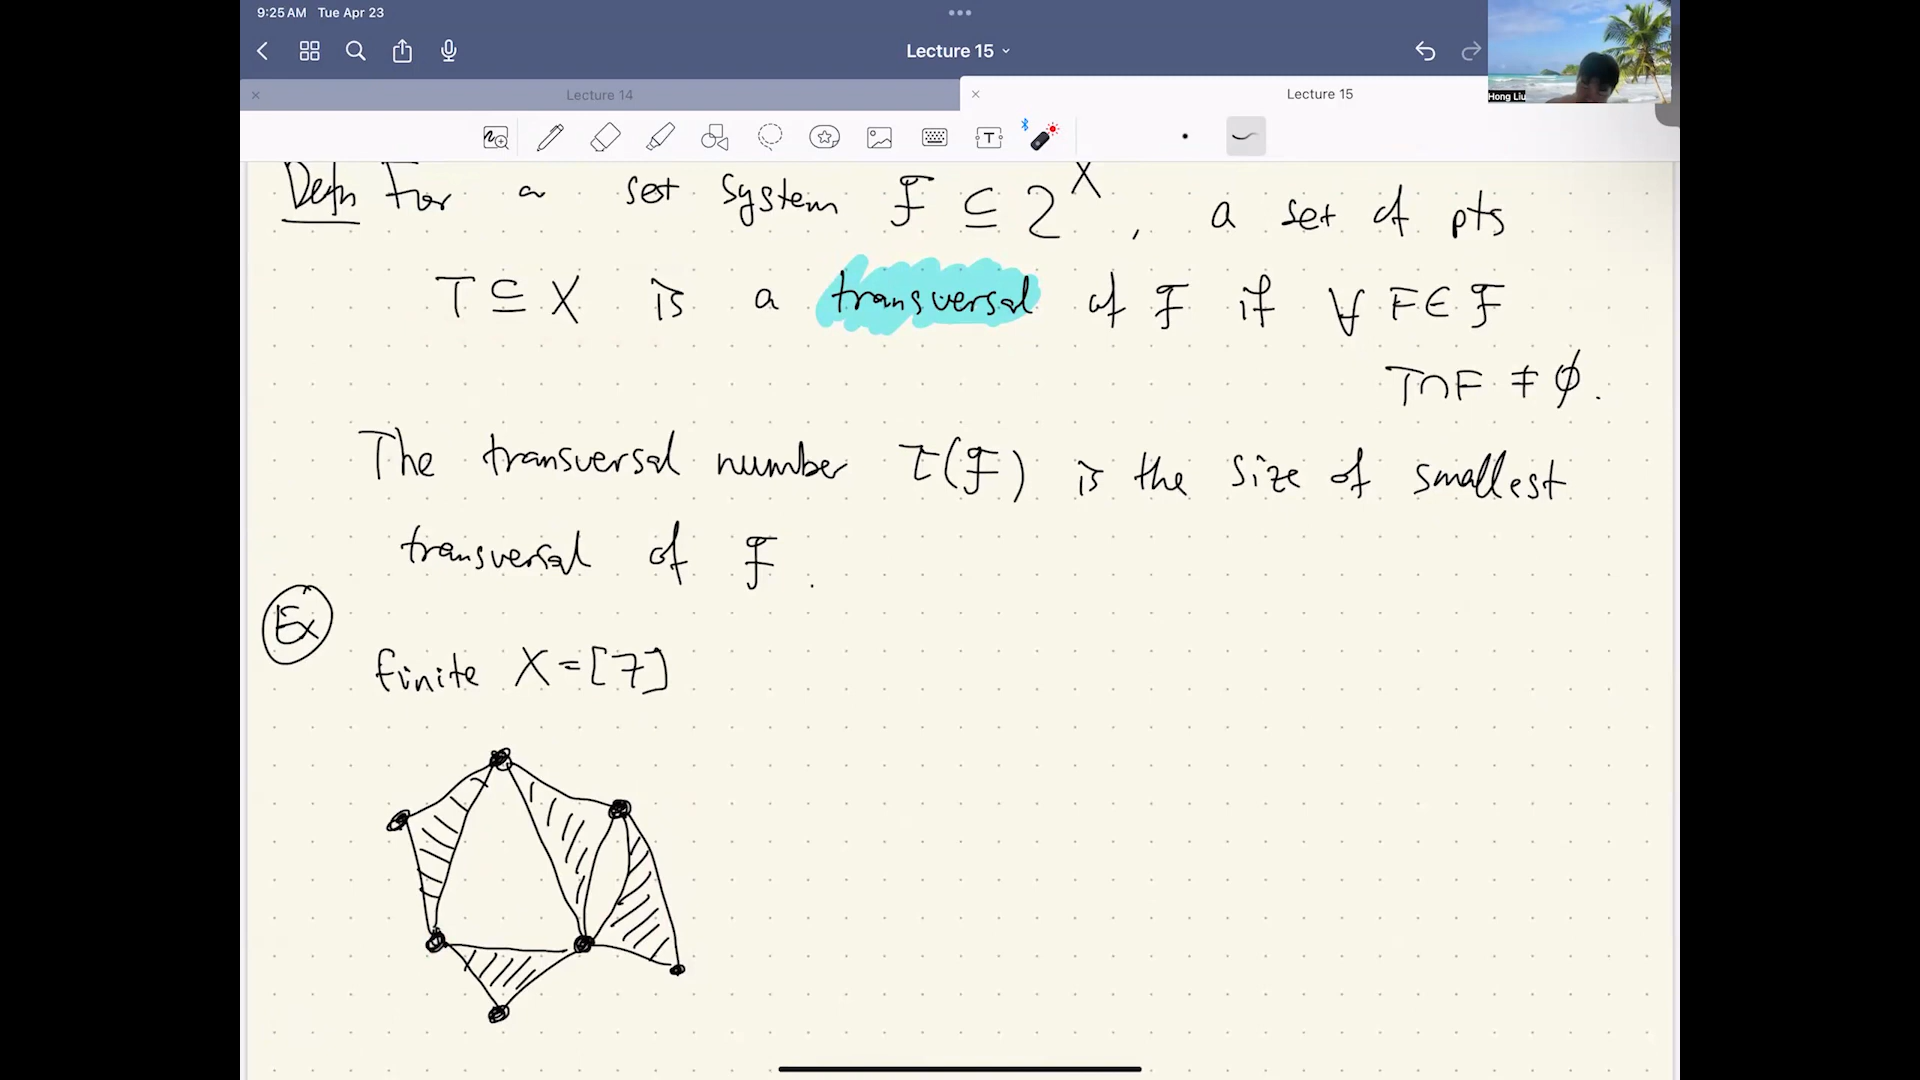 9:25 AM Tue Apr 23
Lecture 15
Hong Liu
Lecture 14
Lecture 15
Defn For a set system F ⊆ 2^X, a set of pts
T ⊆ X is a transversal of F if ∀ F ∈ F
T∩F ≠ ∅.
The transversal number τ(F) is the size of smallest
transversal of F.
Ex
finite X = [7]